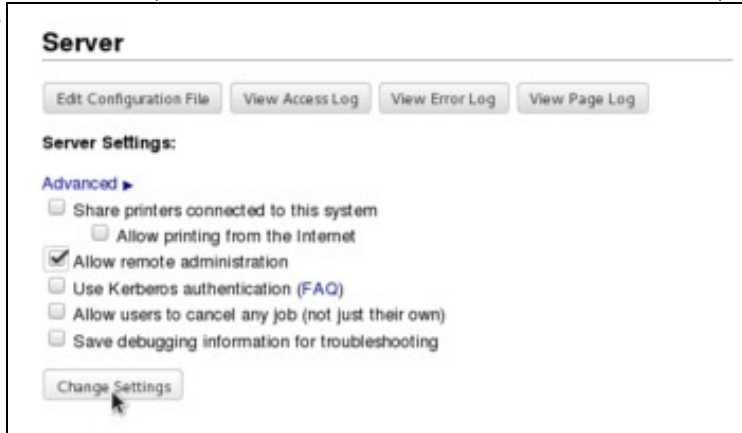 Server
Edit Configuration File View Access Log View Error Log View Page Log
Server Settings:
Advanced ▸
Share printers connected to this system
Allow printing from the Internet
Allow remote administration
Use Kerberos authentication (FAQ)
Allow users to cancel any job (not just their own)
Save debugging information for troubleshooting
Change Settings